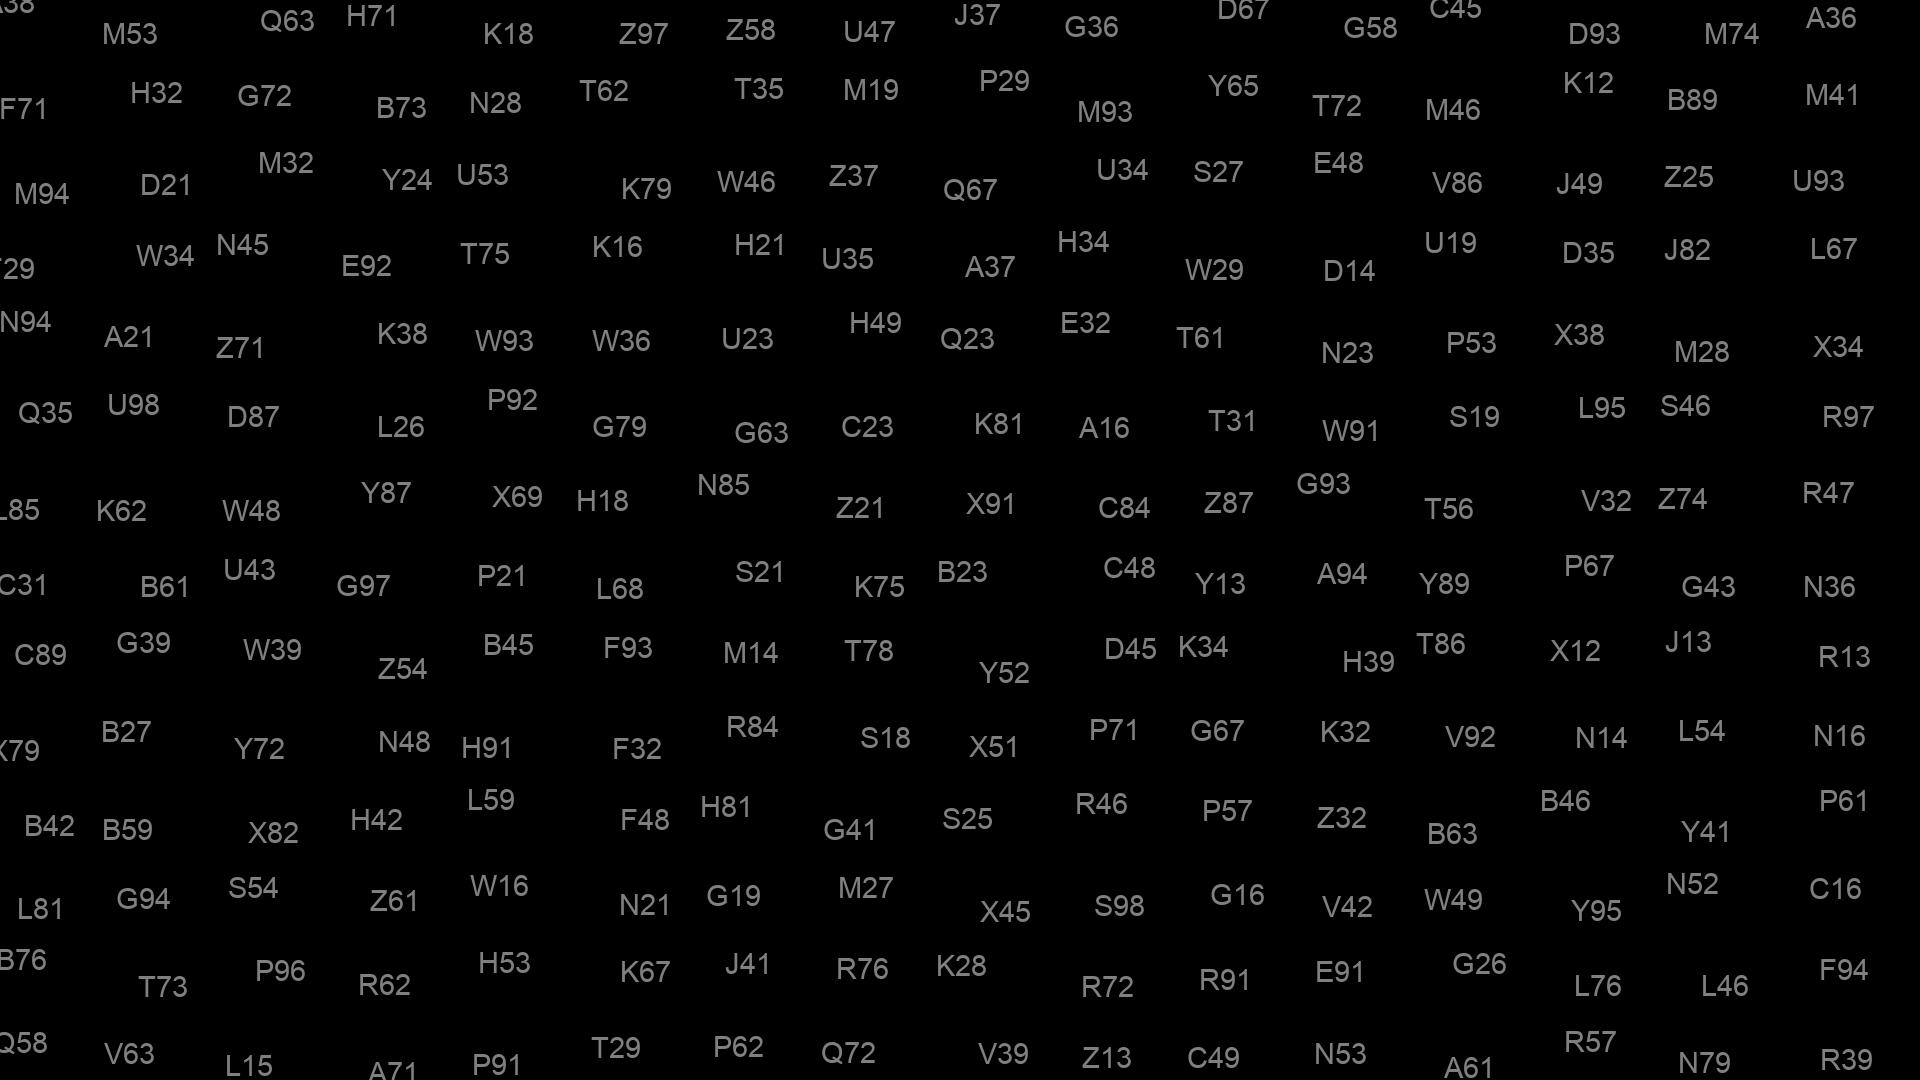 M53 Q63 H71 K18 Z97 Z58 U47 J37 G36 D67 G58 C45 D93 M74 A36
F71 H32 G72 B73 N28 T62 T35 M19 P29 M93 Y65 T72 M46 K12 B89 M41
M94 D21 M32 Y24 U53 K79 W46 Z37 Q67 U34 S27 E48 V86 J49 Z25 U93
W34 N45 E92 T75 K16 H21 U35 A37 H34 W29 D14 U19 D35 J82 L67
N94 A21 Z71 K38 W93 W36 U23 H49 Q23 E32 T61 N23 P53 X38 M28 X34
Q35 U98 D87 L26 P92 G79 G63 C23 K81 A16 T31 W91 S19 L95 S46 R97
L85 K62 W48 Y87 X69 H18 N85 Z21 X91 C84 Z87 G93 T56 V32 Z74 R47
C31 B61 U43 G97 P21 L68 S21 K75 B23 C48 Y13 A94 Y89 P67 G43 N36
C89 G39 W39 Z54 B45 F93 M14 T78 Y52 D45 K34 H39 T86 X12 J13 R13
X79 B27 Y72 N48 H91 F32 R84 S18 X51 P71 G67 K32 V92 N14 L54 N16
B42 B59 X82 H42 L59 F48 H81 G41 S25 R46 P57 Z32 B63 B46 Y41 P61
L81 G94 S54 Z61 W16 N21 G19 M27 X45 S98 G16 V42 W49 Y95 N52 C16
B76 T73 P96 R62 H53 K67 J41 R76 K28 R72 R91 E91 G26 L76 L46 F94
Q58 V63 L15 A71 P91 T29 P62 Q72 V39 Z13 C49 N53 A61 R57 N79 R39